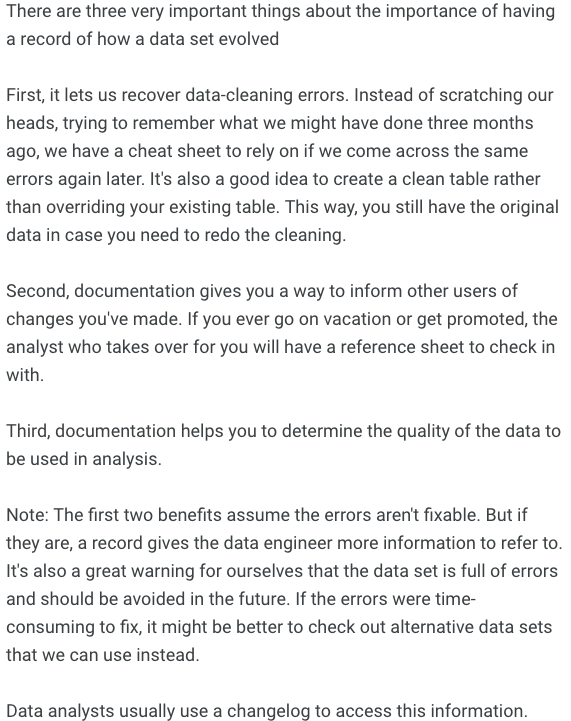 There are three very important things about the importance of having
a record of how a data set evolved
First, it lets us recover data-cleaning errors. Instead of scratching our
heads, trying to remember what we might have done three months
ago, we have a cheat sheet to rely on if we come across the same
errors again later. It's also a good idea to create a clean table rather
than overriding your existing table. This way, you still have the original
data in case you need to redo the cleaning.
Second, documentation gives you a way to inform other users of
changes you've made. If you ever go on vacation or get promoted, the
analyst who takes over for you will have a reference sheet to check in
with.
Third, documentation helps you to determine the quality of the data to
be used in analysis.
Note: The first two benefits assume the errors aren't fixable. But if
they are, a record gives the data engineer more information to refer to.
It's also a great warning for ourselves that the data set is full of errors
and should be avoided in the future. If the errors were time-
consuming to fix, it might be better to check out alternative data sets
that we can use instead.
Data analysts usually use a changelog to access this information.